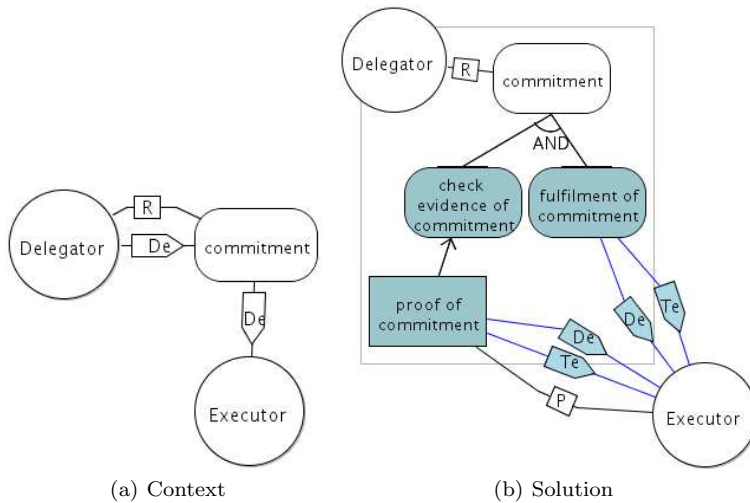 Delegator
R
De
commitment
De
Executor
(a) Context
Delegator
R
commitment
AND
check
evidence of
commitment
fulfilment of
commitment
proof of
commitment
De
Te
De
Te
P
Executor
(b) Solution